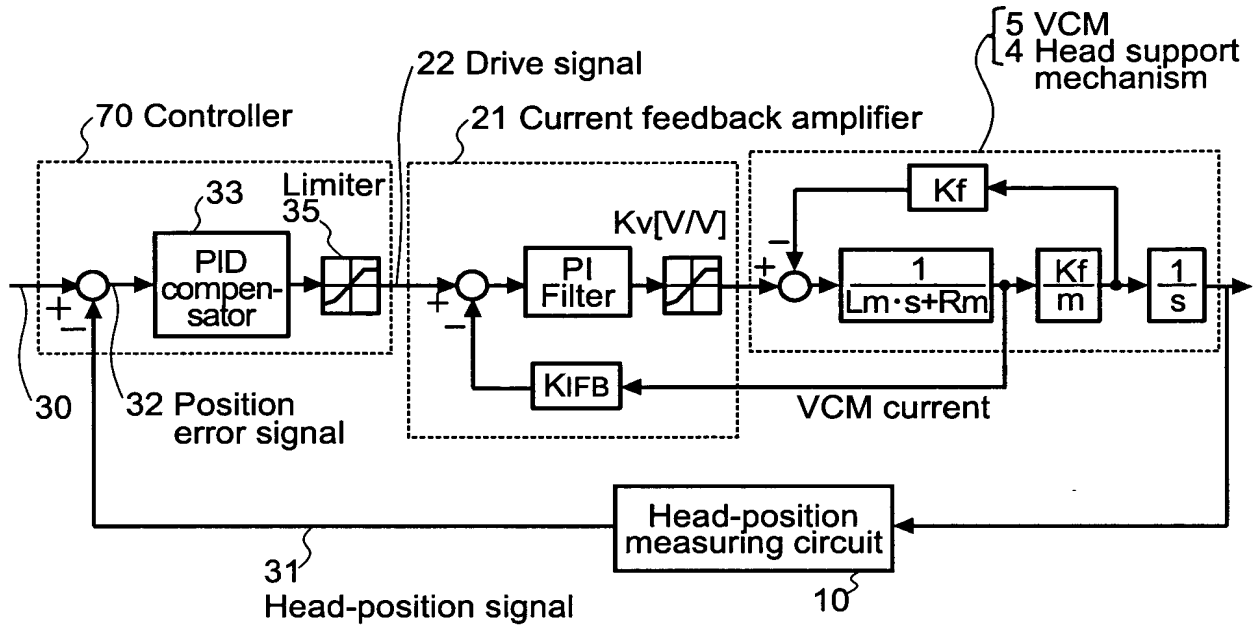 5 VCM
4 Head support
mechanism
22 Drive signal
70 Controller
21 Current feedback amplifier
33
Limiter
35
Kv[V/V]
Kf
−
PID
compen-
sator
PI
Filter
1
Lm·s+Rm
Kf
m
1
s
+
−
+
−
+
KIFB
VCM current
30
32 Position
error signal
Head-position
measuring circuit
31
Head-position signal
10